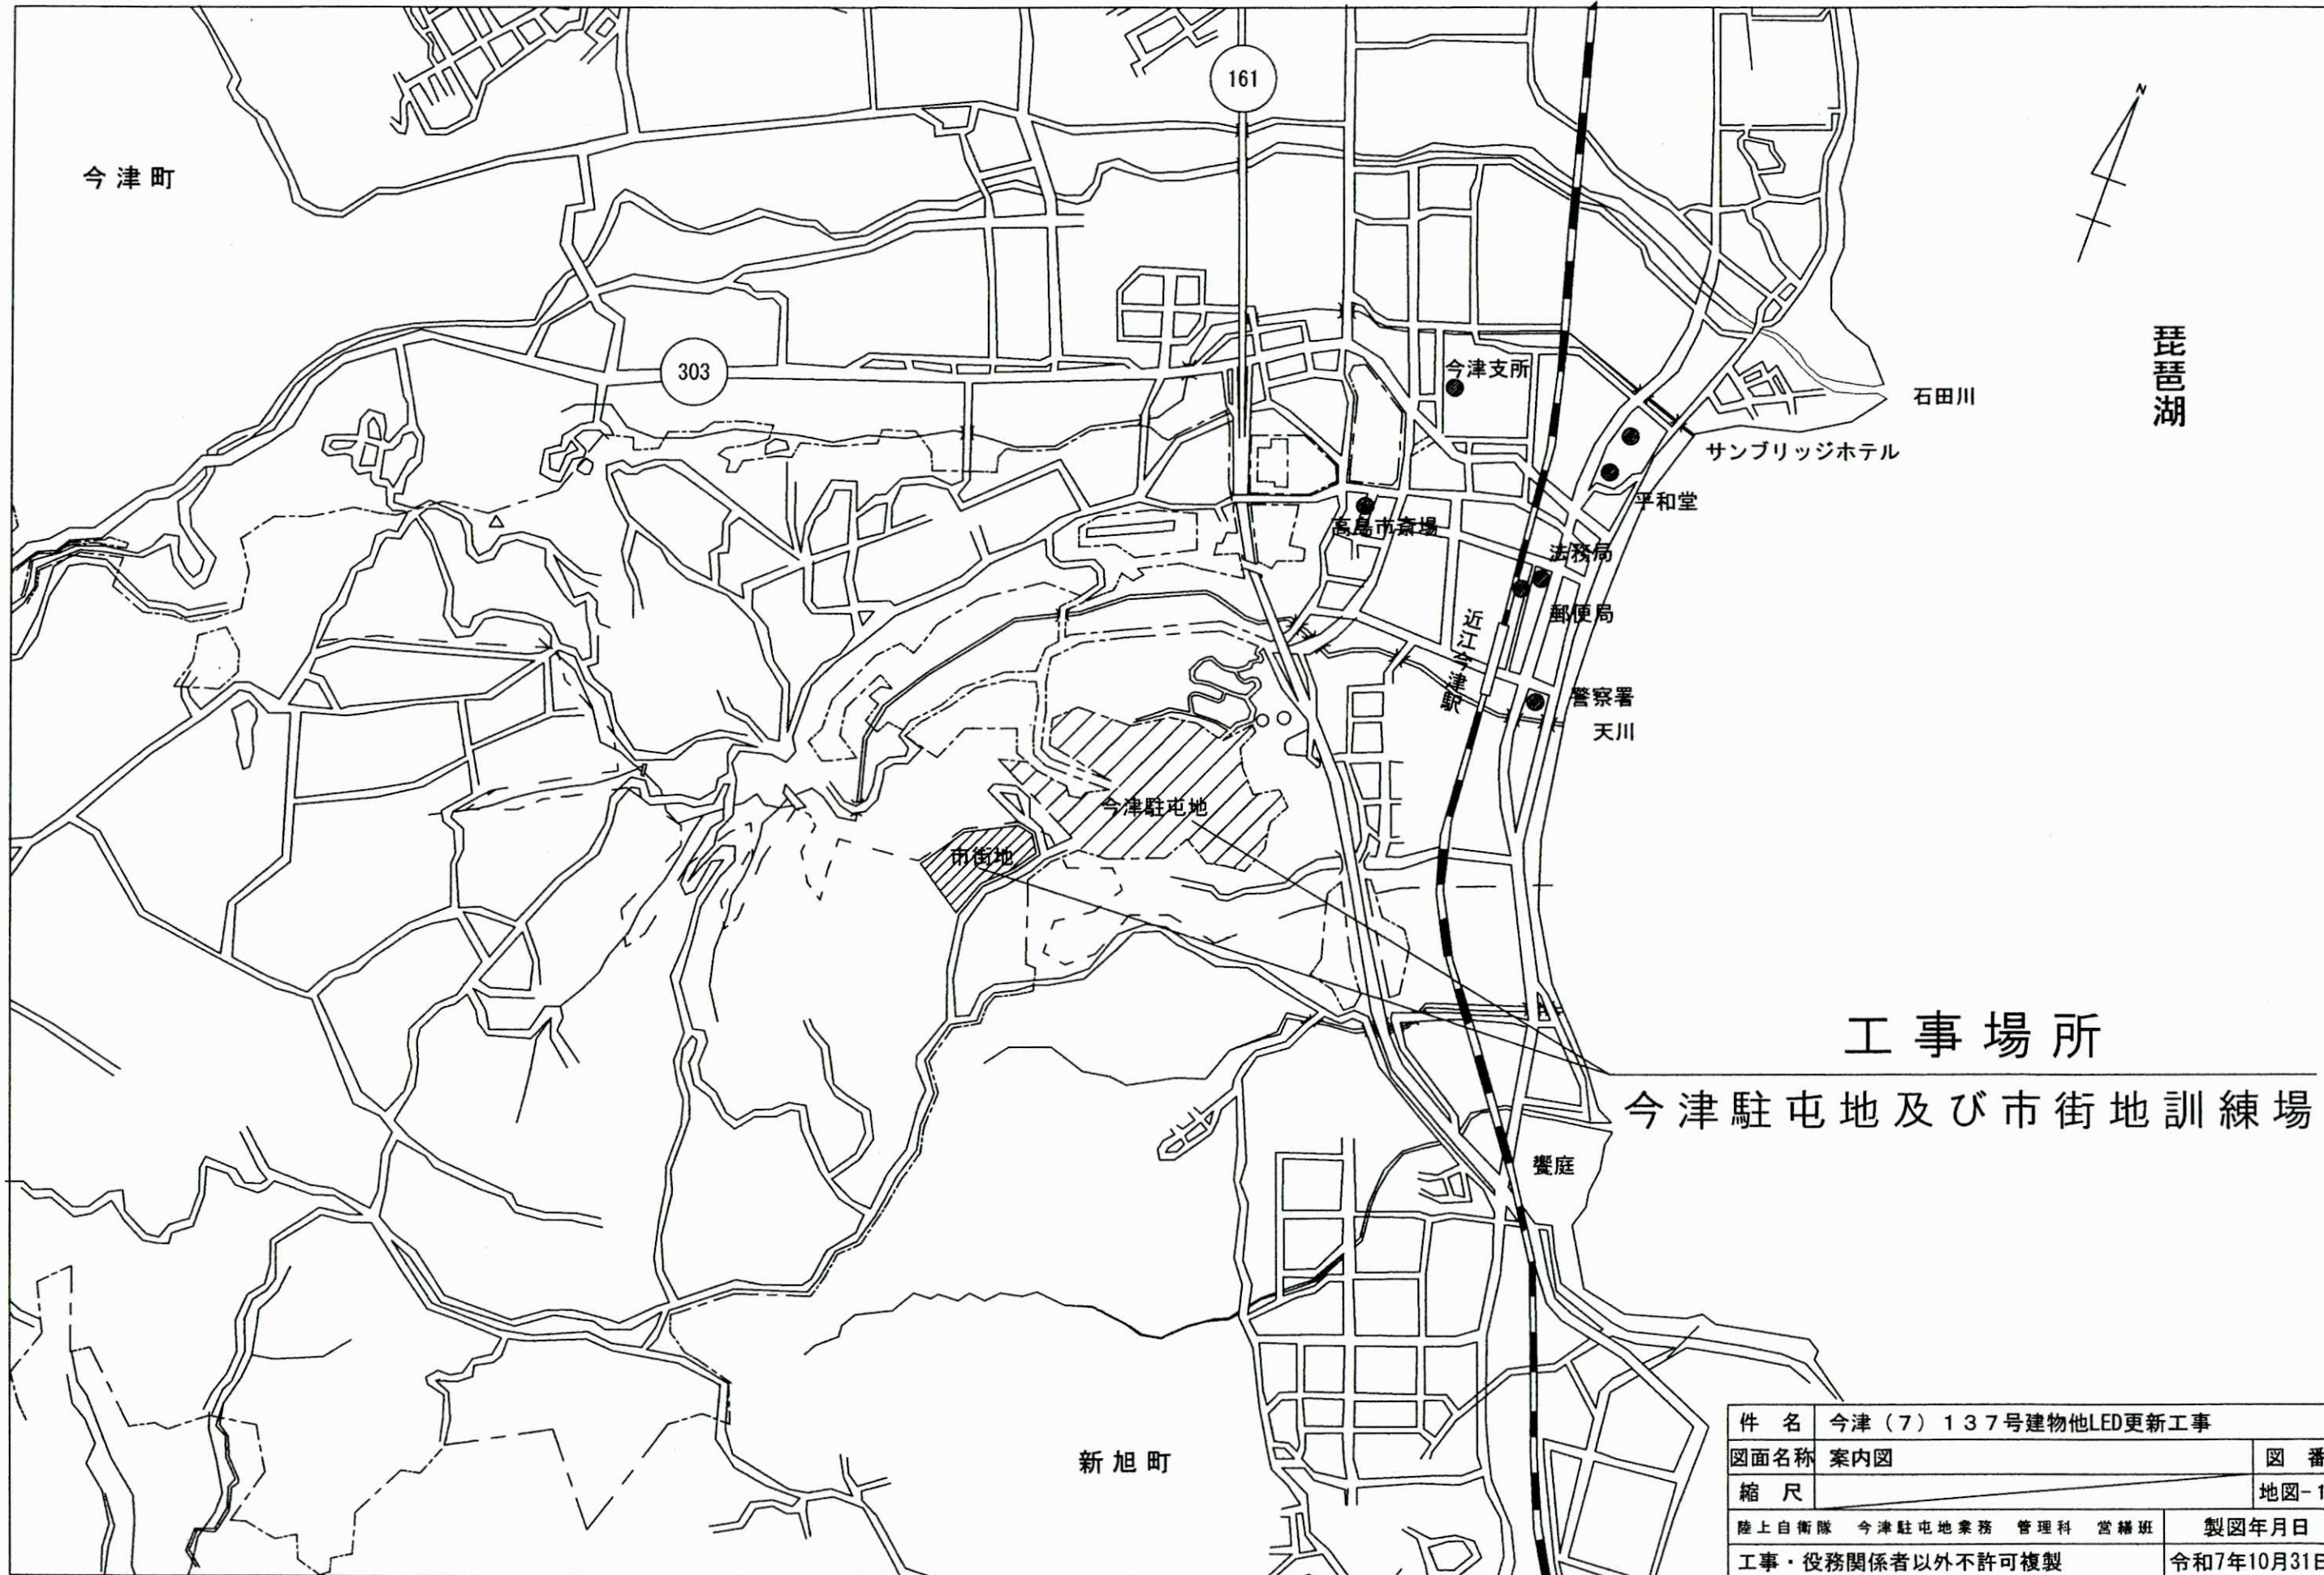 161
N
今津町
琵琶湖
303
今津支所
石田川
サンブリッジホテル
平和堂
高島市斎場
法務局
郵便局
近江今津駅
警察署
天川
今津駐屯地
市街地
工事場所
今津駐屯地及び市街地訓練場
饗庭
新旭町
件 名 今津（7）137号建物他LED更新工事
図面名称 案内図 図 番
縮 尺 地図-1
陸上自衛隊 今津駐屯地業務 管理科 営繕班 製図年月日
工事・役務関係者以外不許可複製 令和7年10月31日